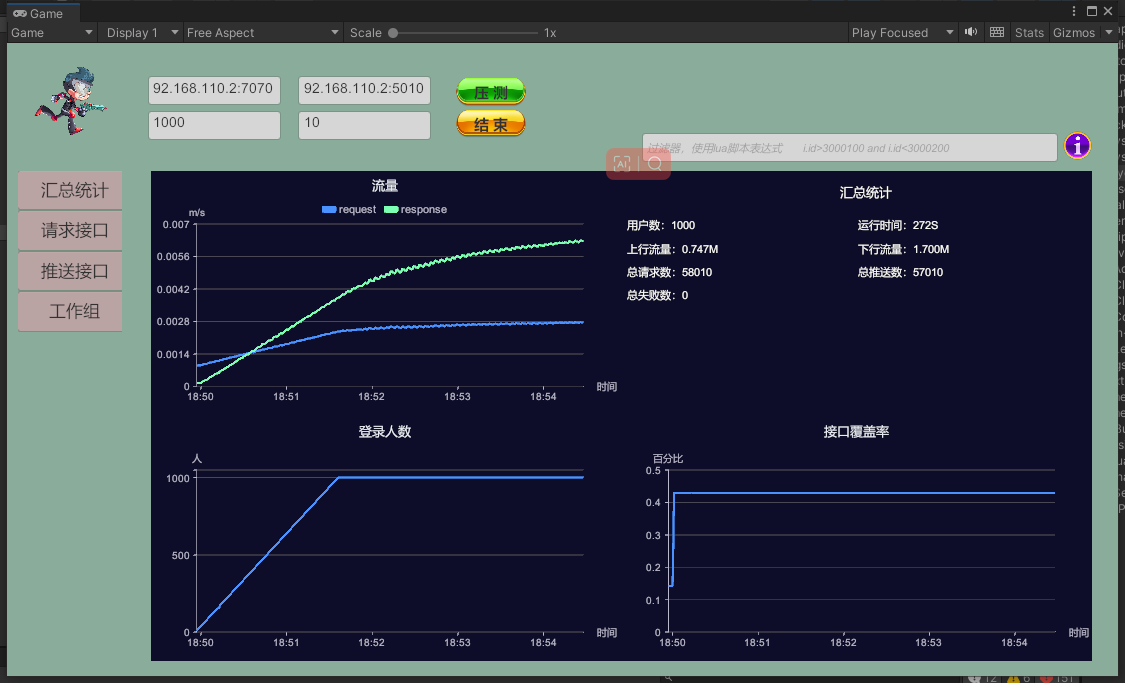 Game
Game Display 1 Free Aspect Scale 1x Play Focused Stats Gizmos
92.168.110.2:7070 92.168.110.2:5010 压 测
1000 10 结 束
过滤器，使用lua脚本表达式 i.id>3000100 and i.id<3000200
AI
汇总统计
请求接口
推送接口
工作组
流量
request response
m/s
0.007
0.0056
0.0042
0.0028
0.0014
0
18:50 18:51 18:52 18:53 18:54 时间
汇总统计
用户数：1000 运行时间：272S
上行流量：0.747M 下行流量：1.700M
总请求数：58010 总推送数：57010
总失败数：0
登录人数
人
1000
500
0
18:50 18:51 18:52 18:53 18:54 时间
接口覆盖率
百分比
0.5
0.4
0.3
0.2
0.1
0
18:50 18:51 18:52 18:53 18:54 时间
12 6 151